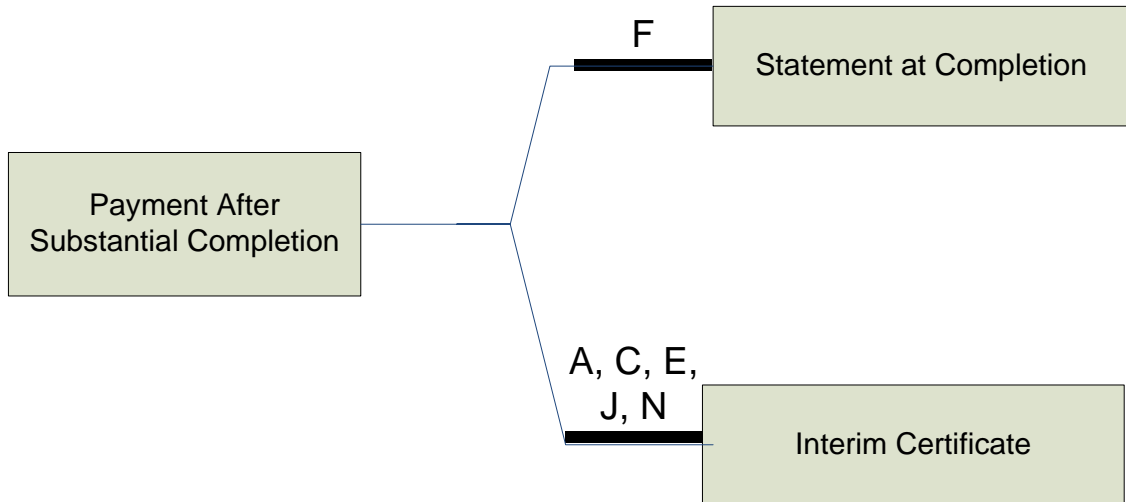 F
Statement at Completion
Payment After
Substantial Completion
A, C, E,
J, N
Interim Certificate